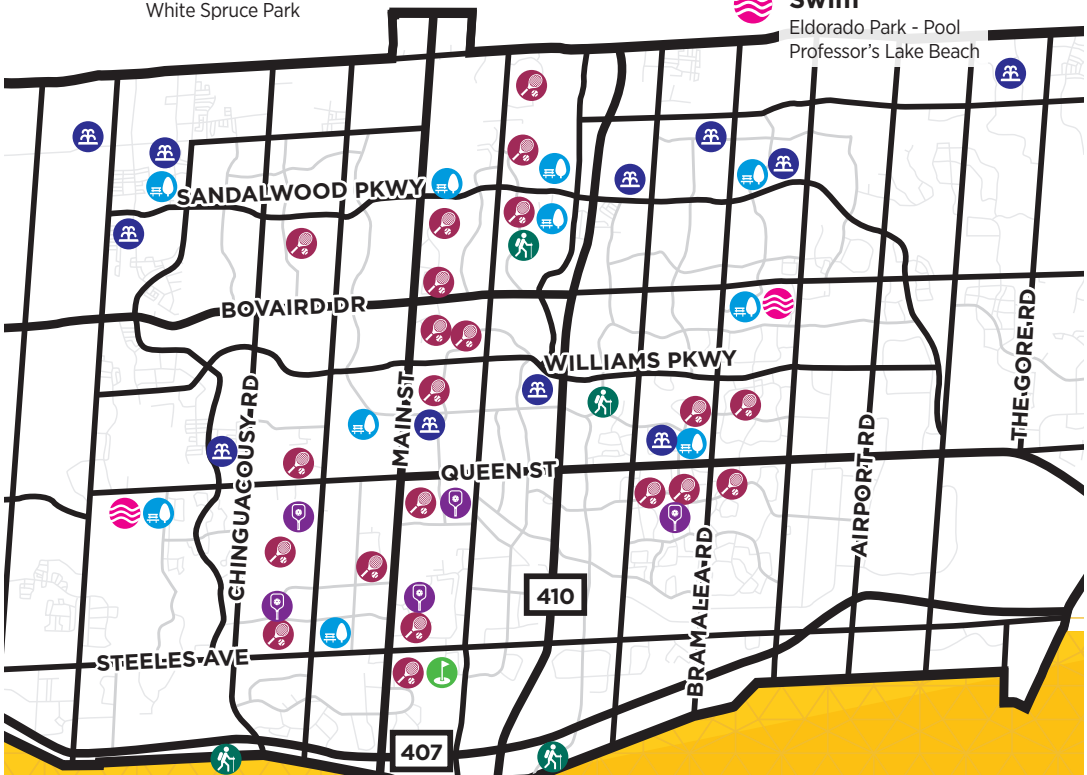 White Spruce Park
Swim
Eldorado Park - Pool
Professor's Lake Beach
SANDALWOOD PKWY
BOVAIRD DR
WILLIAMS PKWY
CHINGUACOUSY RD
MAIN ST
QUEEN ST
AIRPORT RD
THE GORE RD
BRAMALEA RD
410
STEELES AVE
407